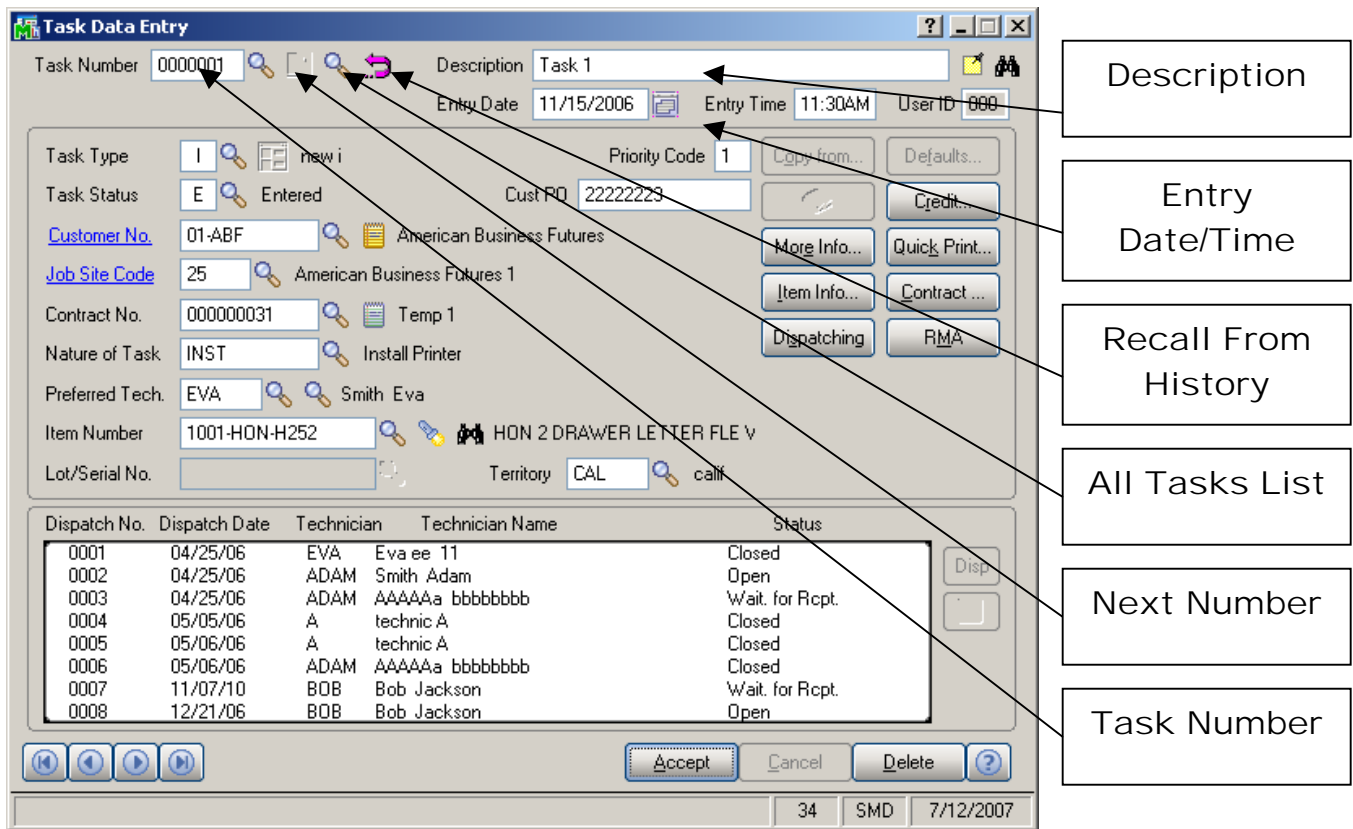 Task Data Entry
Task Number 0000001 Description Task 1
Entry Date 11/15/2006 Entry Time 11:30AM User ID 000
Task Type I new i Priority Code 1 Copy from... Defaults...
Task Status E Entered Cust PO 22222223 Credit...
Customer No. 01-ABF American Business Futures More Info... Quick Print...
Job Site Code 25 American Business Futures 1 Item Info... Contract ...
Contract No. 000000031 Temp 1
Nature of Task INST Install Printer Dispatching RMA
Preferred Tech. EVA Smith Eva
Item Number 1001-HON-H252 HON 2 DRAWER LETTER FLE V
Lot/Serial No. Territory CAL calif
Dispatch No. Dispatch Date Technician Technician Name Status
0001 04/25/06 EVA Eva ee 11 Closed
0002 04/25/06 ADAM Smith Adam Open
0003 04/25/06 ADAM AAAAAa bbbbbbbb Wait. for Rcpt.
0004 05/05/06 A technic A Closed
0005 05/06/06 A technic A Closed
0006 05/06/06 ADAM AAAAAa bbbbbbbb Closed
0007 11/07/10 BOB Bob Jackson Wait. for Rcpt.
0008 12/21/06 BOB Bob Jackson Open
Disp
Accept Cancel Delete
34 SMD 7/12/2007
Description
Entry
Date/Time
Recall From
History
All Tasks List
Next Number
Task Number